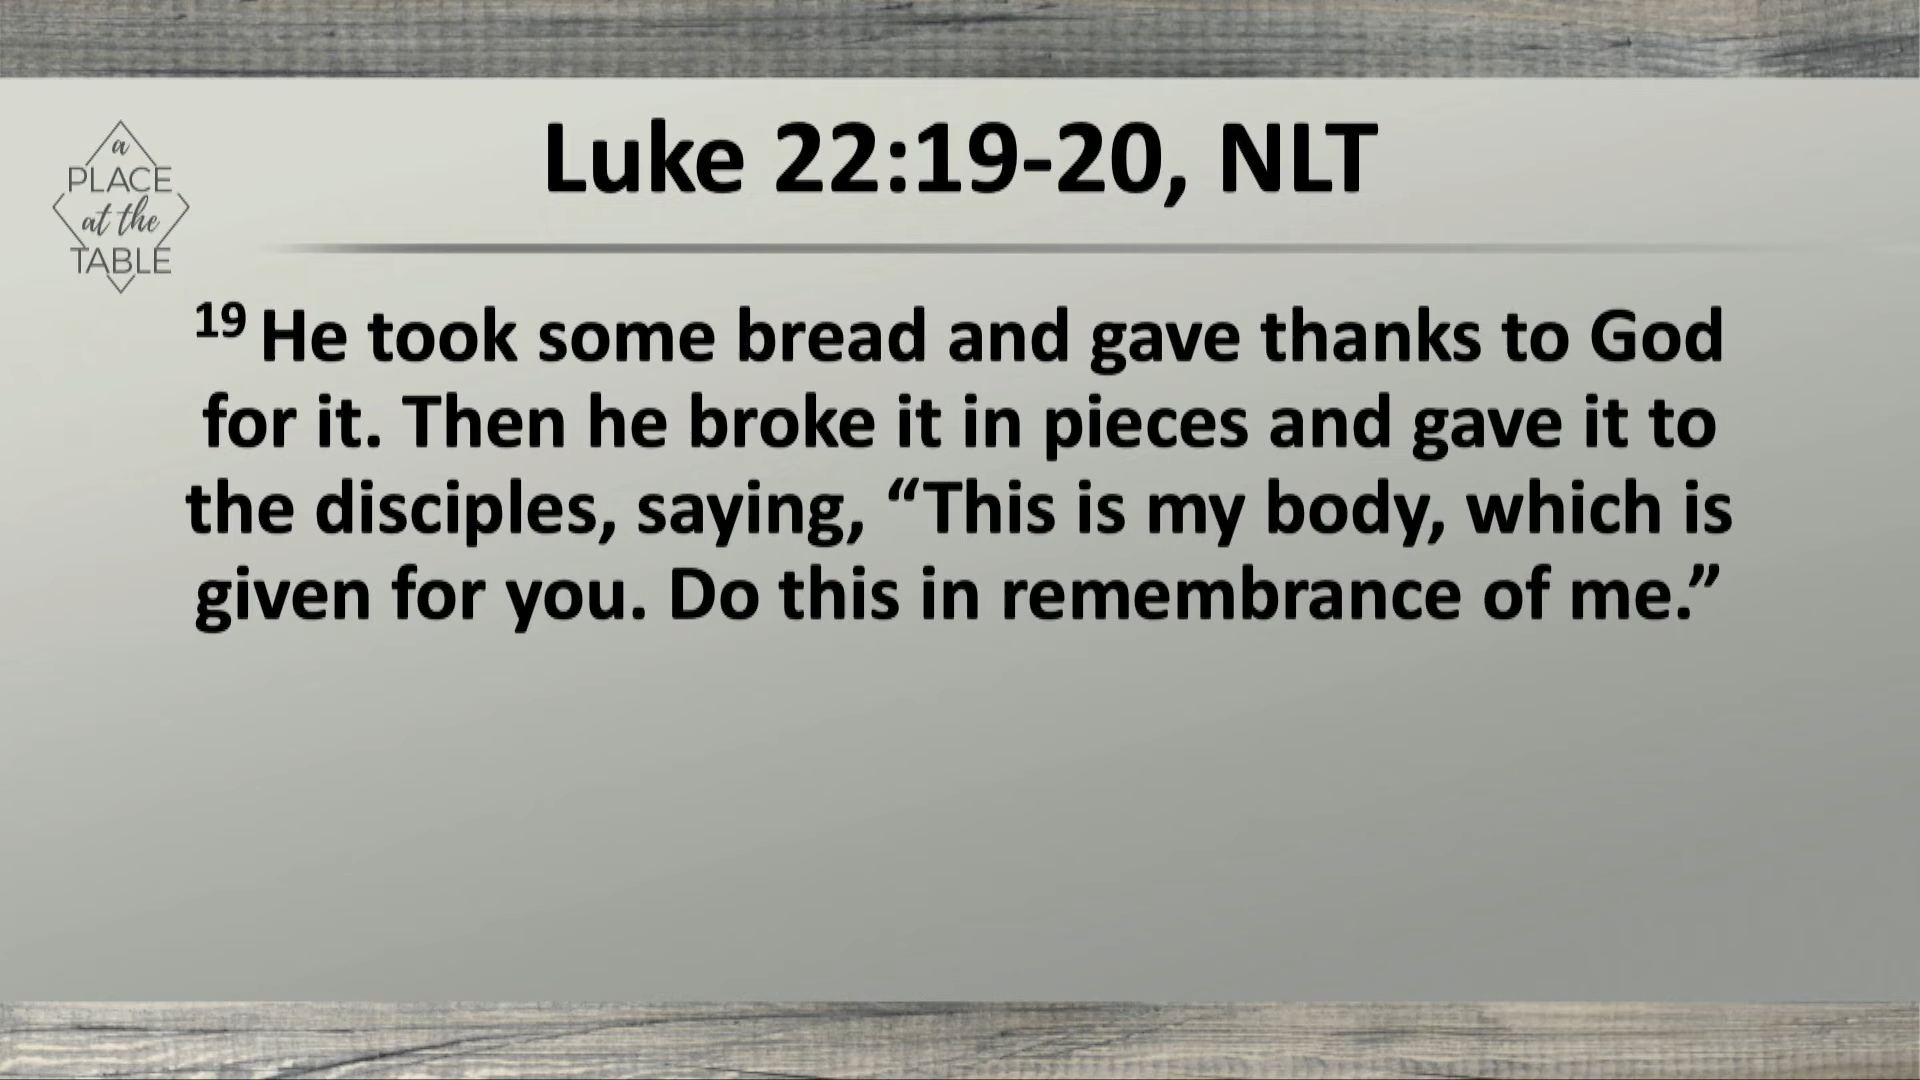 a
PLACE
at the
TABLE
Luke 22:19-20, NLT
19 He took some bread and gave thanks to God
for it. Then he broke it in pieces and gave it to
the disciples, saying, “This is my body, which is
given for you. Do this in remembrance of me.”